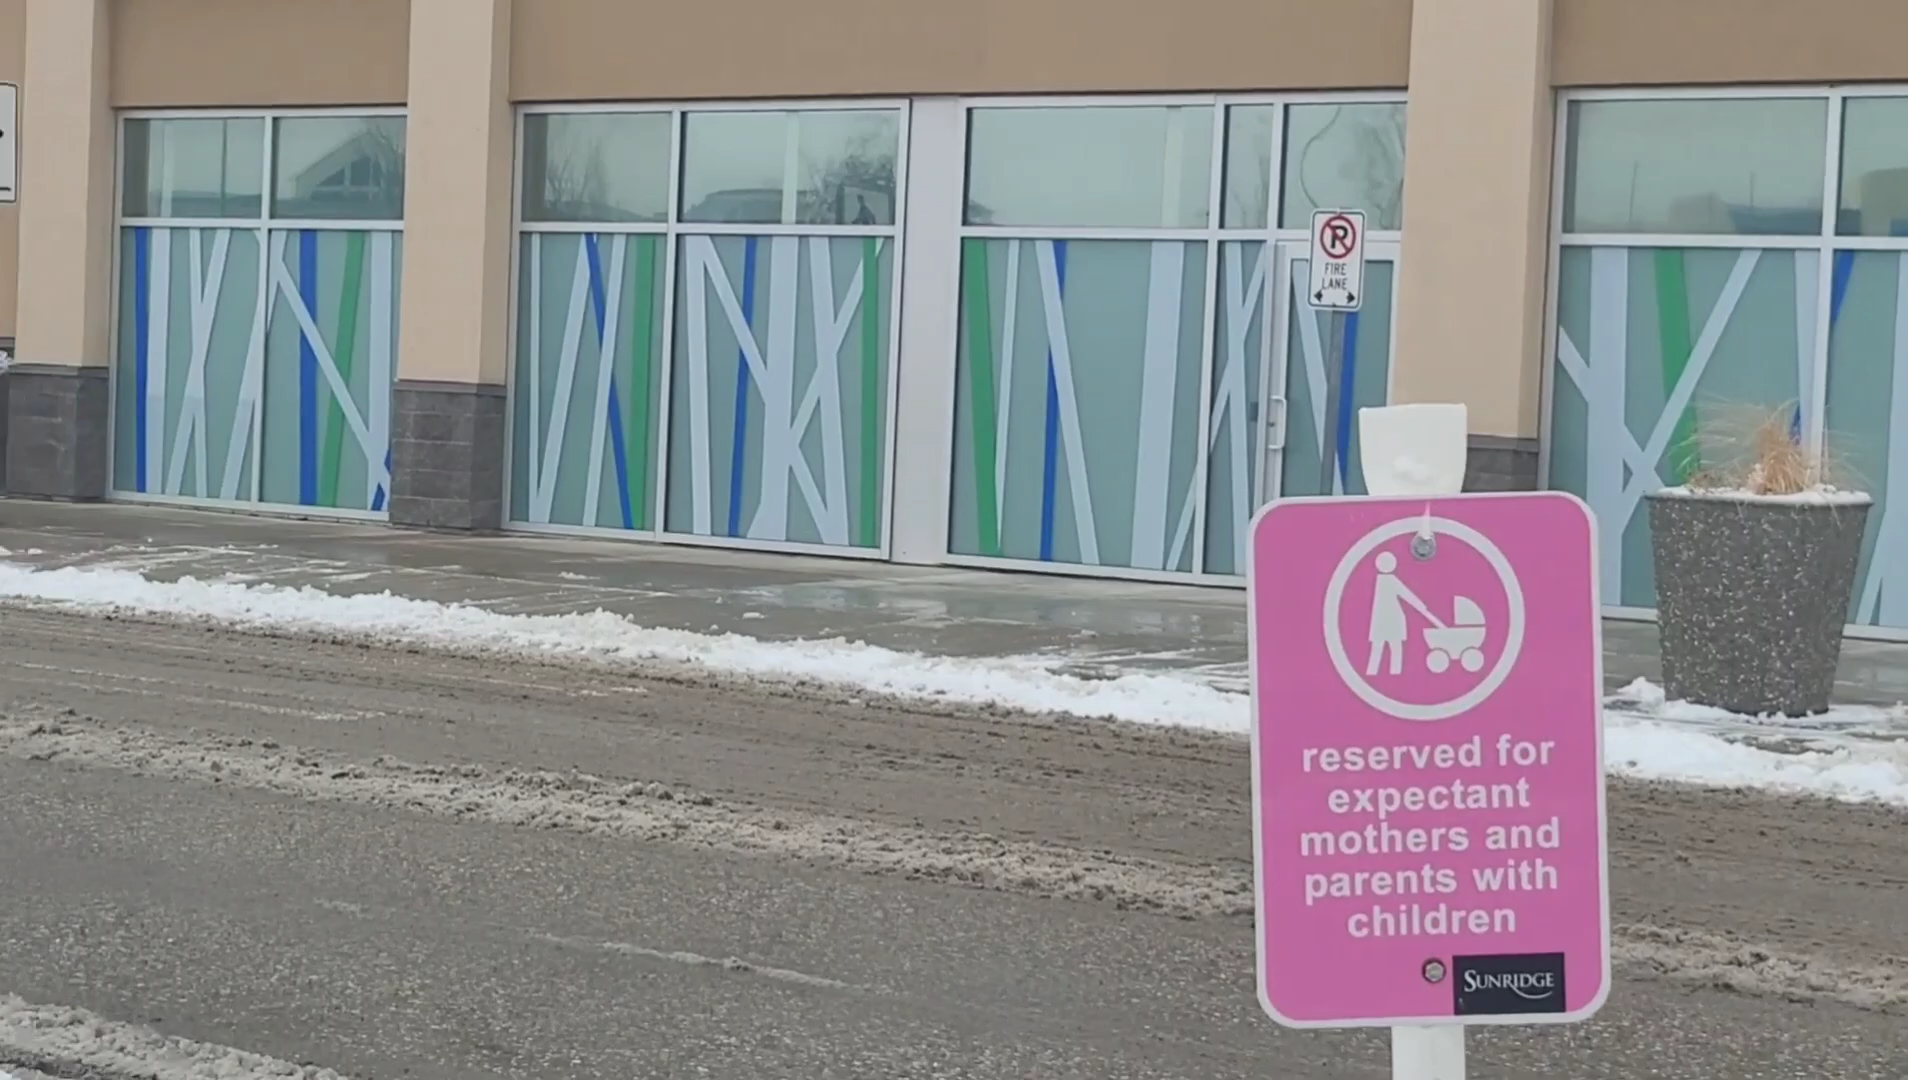 P
FIRE
LANE
reserved for
expectant
mothers and
parents with
children
SUNRIDGE